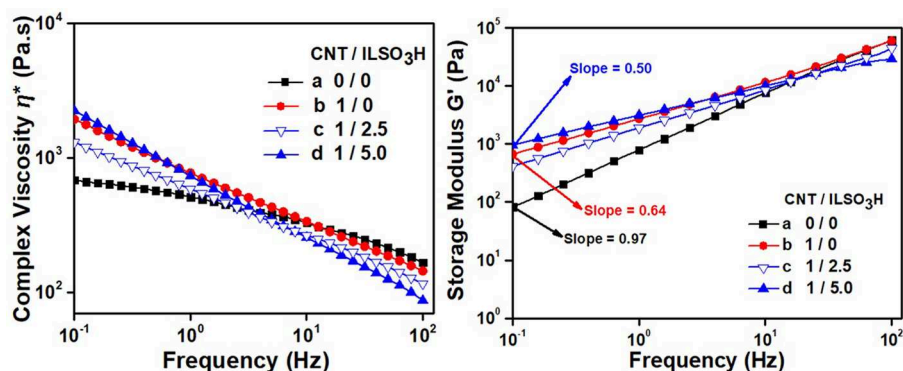 Complex Viscosity η* (Pa.s)
10⁴
10³
10²
CNT / ILSO₃H
a 0 / 0
b 1 / 0
c 1 / 2.5
d 1 / 5.0
10⁻¹ 10⁰ 10¹ 10²
Frequency (Hz)
Storage Modulus G' (Pa)
10⁵
10⁴
10³
10²
10¹
10⁰
Slope = 0.50
Slope = 0.64
Slope = 0.97
CNT / ILSO₃H
a 0 / 0
b 1 / 0
c 1 / 2.5
d 1 / 5.0
10⁻¹ 10⁰ 10¹ 10²
Frequency (Hz)